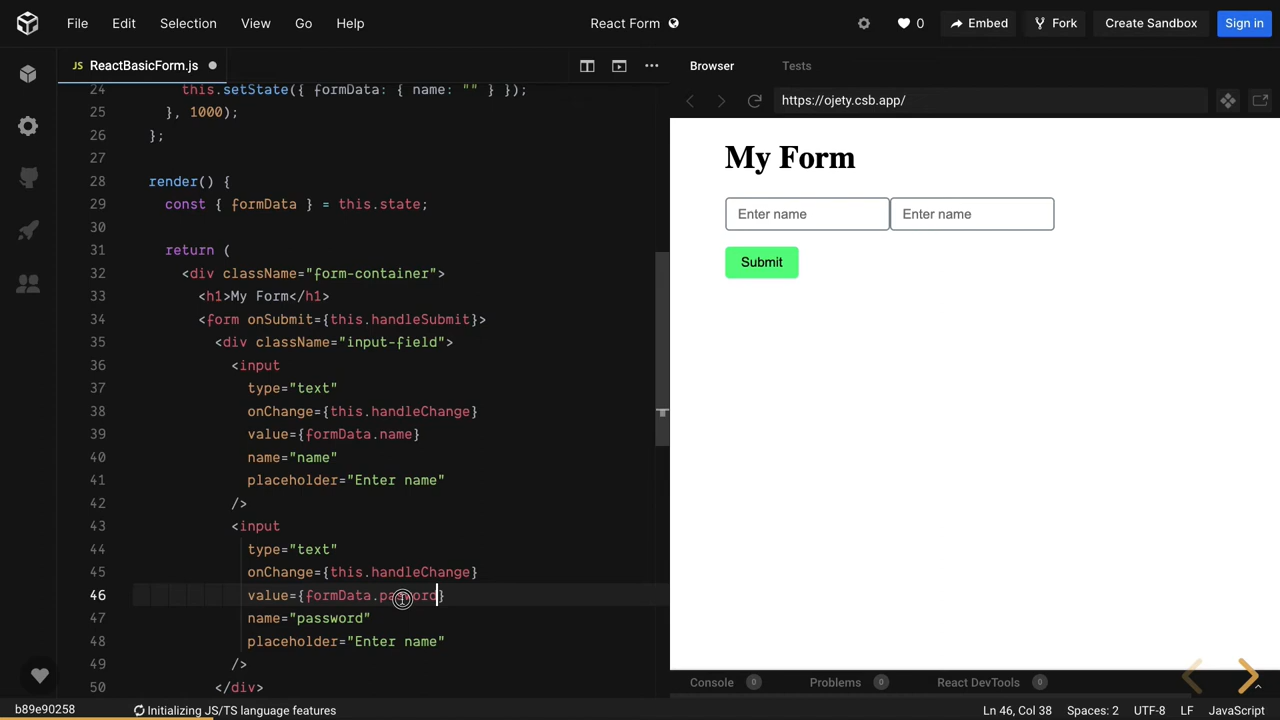 File Edit Selection View Go Help
React Form
0
Embed
Fork
Create Sandbox
Sign in
JS ReactBasicForm.js
24 this.setState({ formData: { name: "" } });
25 }, 1000);
26 };
27
28 render() {
29 const { formData } = this.state;
30
31 return (
32 <div className="form-container">
33 <h1>My Form</h1>
34 <form onSubmit={this.handleSubmit}>
35 <div className="input-field">
36 <input
37 type="text"
38 onChange={this.handleChange}
39 value={formData.name}
40 name="name"
41 placeholder="Enter name"
42 />
43 <input
44 type="text"
45 onChange={this.handleChange}
46 value={formData.pasword}
47 name="password"
48 placeholder="Enter name"
49 />
50 </div>
Browser Tests
https://ojety.csb.app/
My Form
Enter name Enter name
Submit
Console 0 Problems 0 React DevTools 0
b89e90258 Initializing JS/TS language features Ln 46, Col 38 Spaces: 2 UTF-8 LF JavaScript